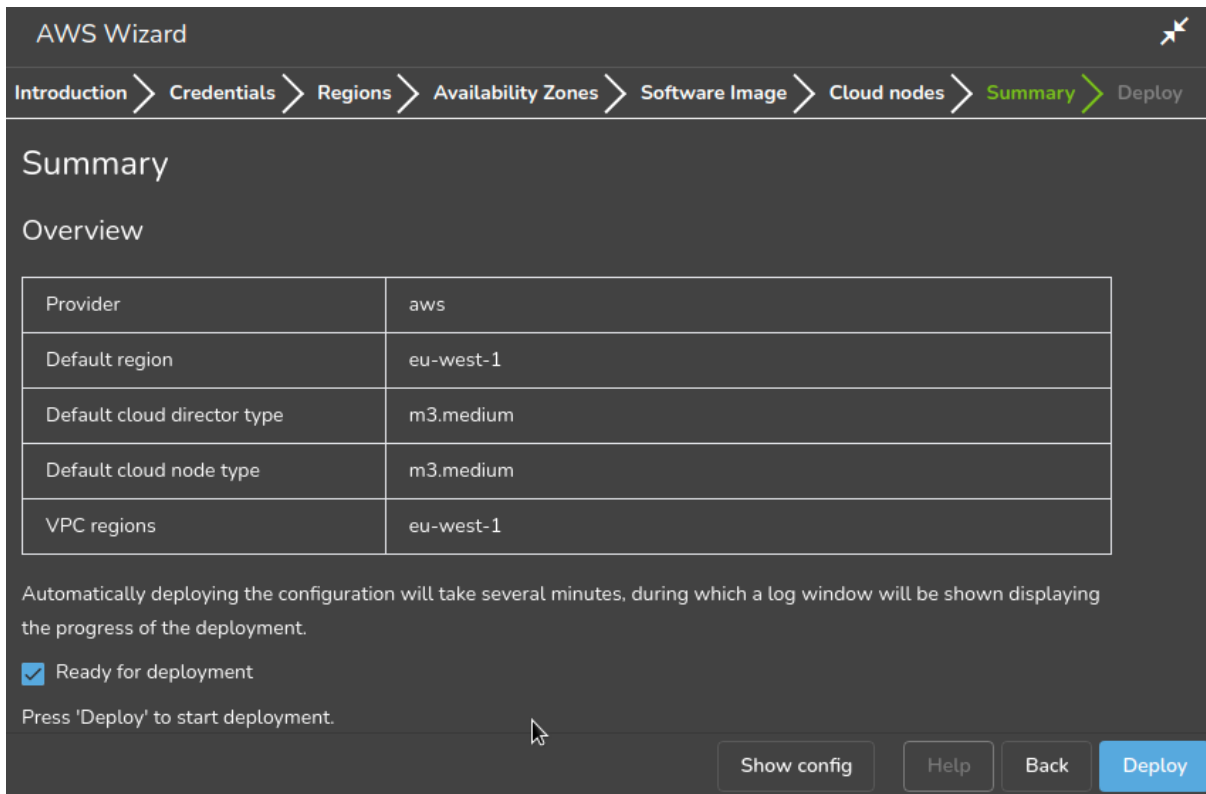 AWS Wizard
Introduction Credentials Regions Availability Zones Software Image Cloud nodes Summary Deploy
Summary
Overview
Provider aws
Default region eu-west-1
Default cloud director type m3.medium
Default cloud node type m3.medium
VPC regions eu-west-1
Automatically deploying the configuration will take several minutes, during which a log window will be shown displaying
the progress of the deployment.
Ready for deployment
Press 'Deploy' to start deployment.
Show config Help Back Deploy